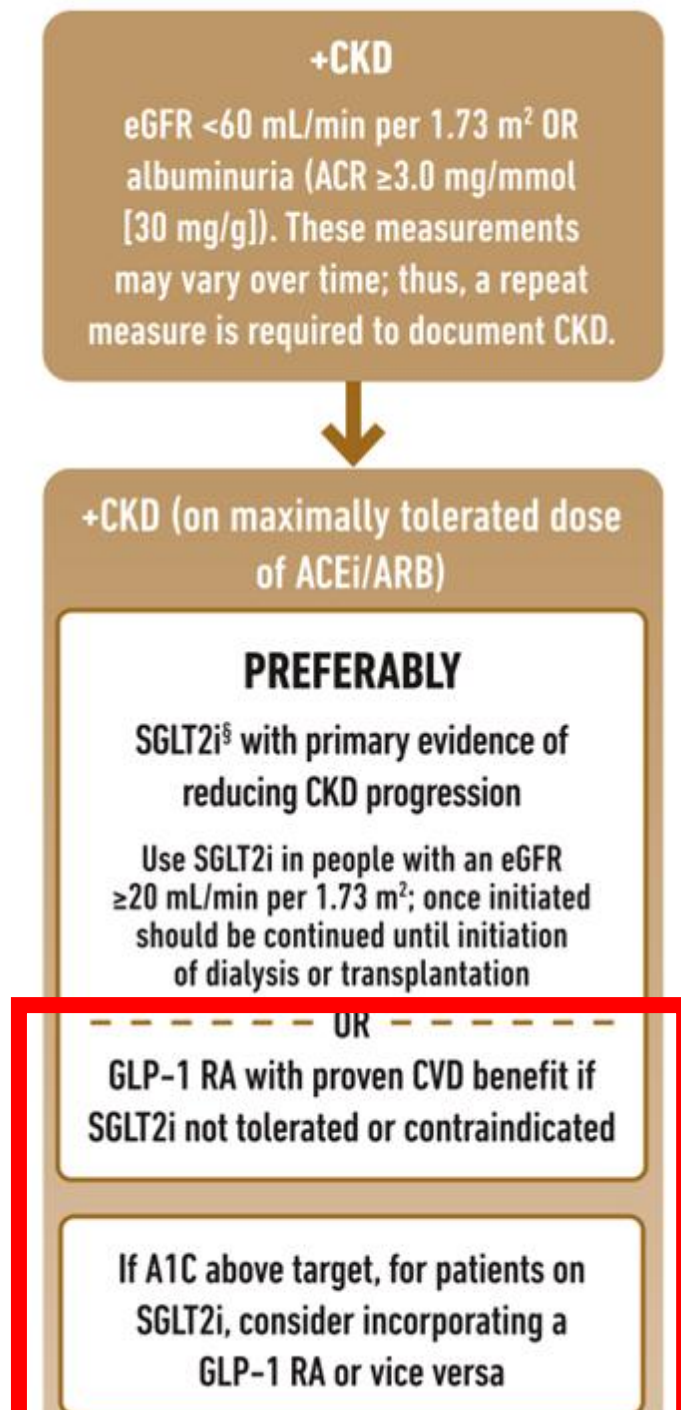 +CKD
eGFR <60 mL/min per 1.73 m² OR
albuminuria (ACR ≥3.0 mg/mmol
[30 mg/g]). These measurements
may vary over time; thus, a repeat
measure is required to document CKD.
+CKD (on maximally tolerated dose
of ACEi/ARB)
PREFERABLY
SGLT2i§ with primary evidence of
reducing CKD progression
Use SGLT2i in people with an eGFR
≥20 mL/min per 1.73 m²; once initiated
should be continued until initiation
of dialysis or transplantation
OR
GLP-1 RA with proven CVD benefit if
SGLT2i not tolerated or contraindicated
If A1C above target, for patients on
SGLT2i, consider incorporating a
GLP-1 RA or vice versa